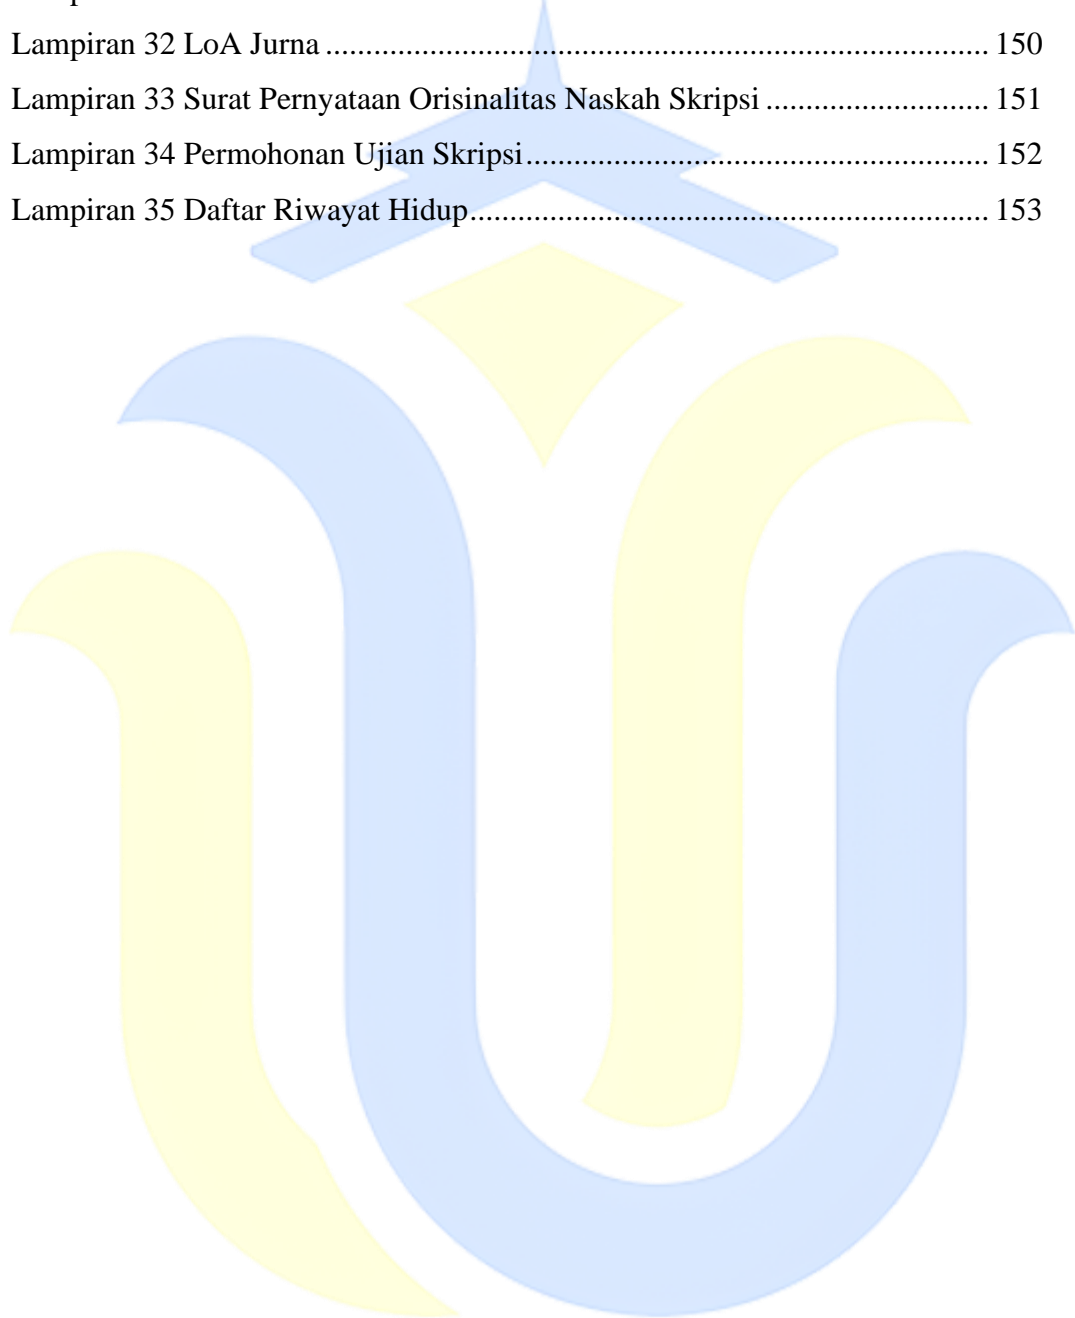 Lampiran 32 LoA Jurna ................................................................................... 150
Lampiran 33 Surat Pernyataan Orisinalitas Naskah Skripsi ............................ 151
Lampiran 34 Permohonan Ujian Skripsi.......................................................... 152
Lampiran 35 Daftar Riwayat Hidup................................................................. 153